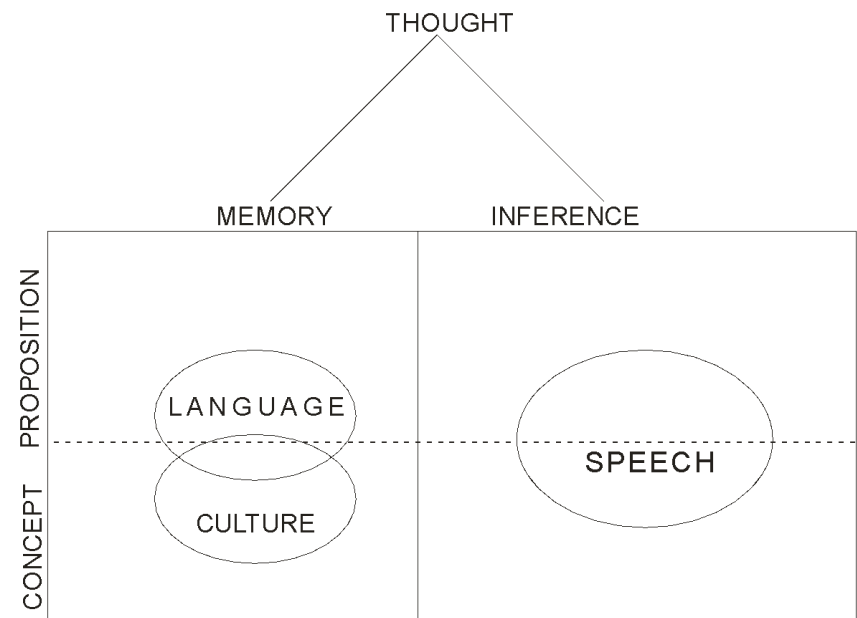 THOUGHT
MEMORY
INFERENCE
PROPOSITION
LANGUAGE
SPEECH
CONCEPT
CULTURE